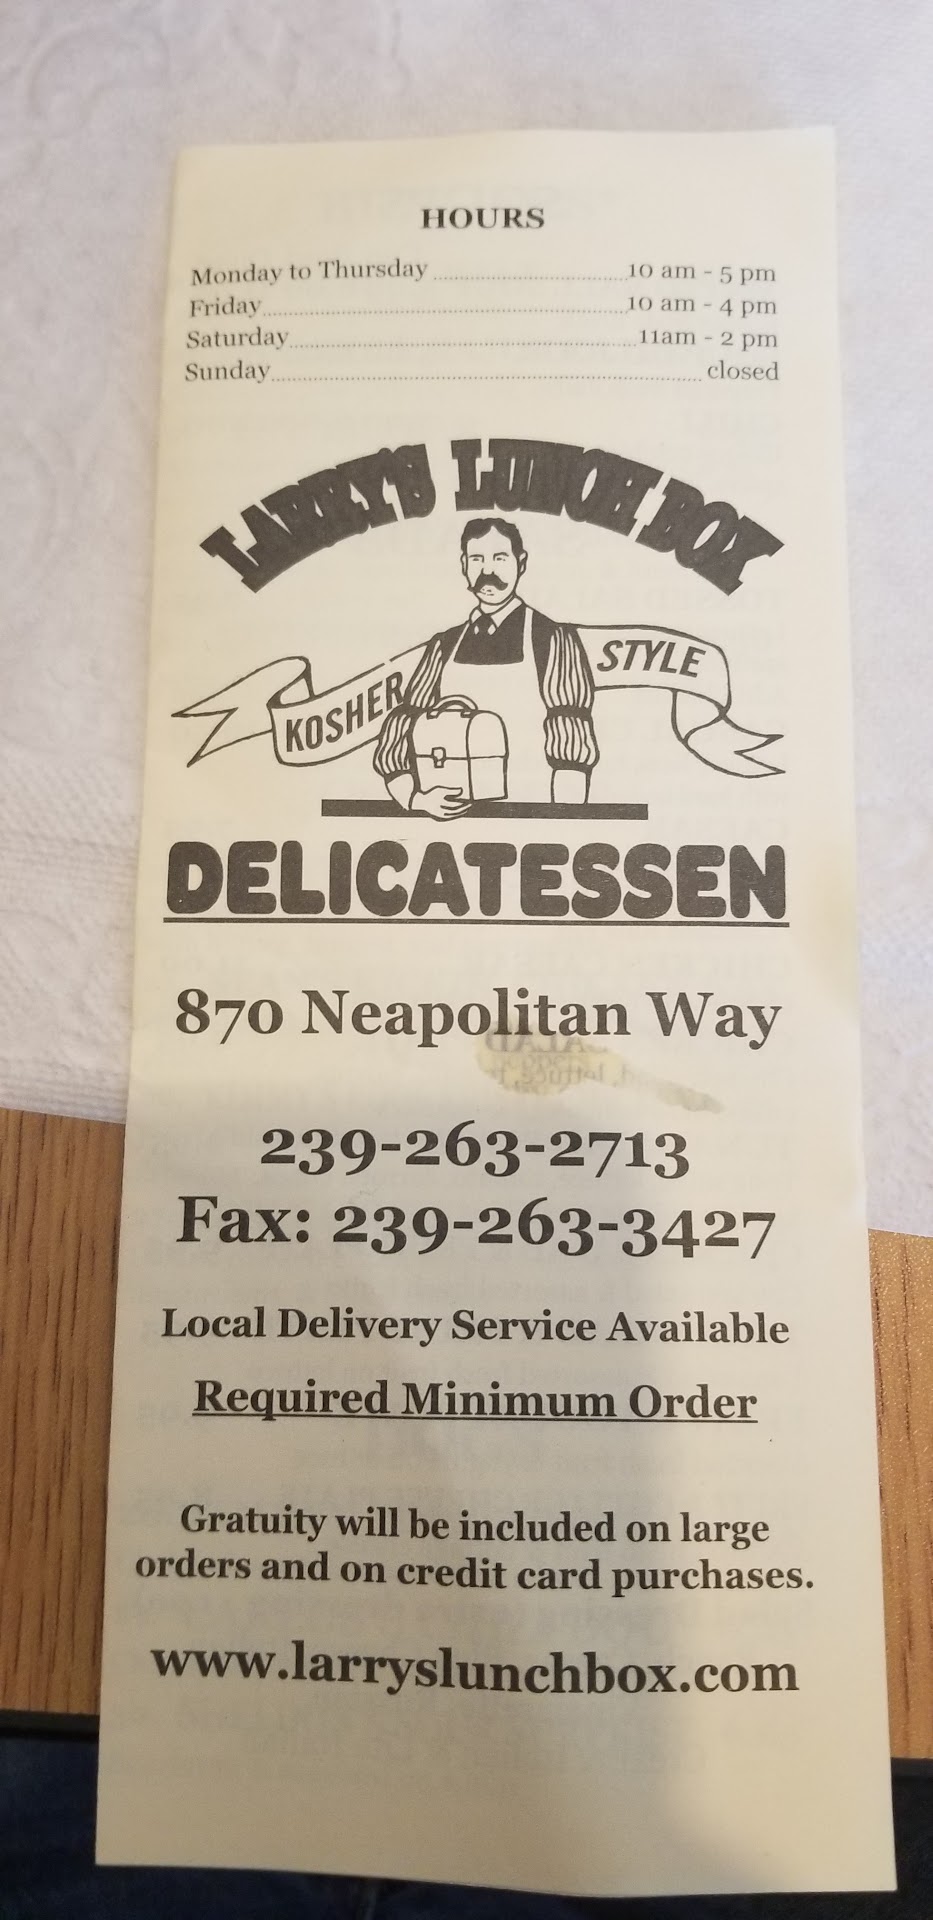 HOURS
Monday to Thursday 10 am - 5 pm
Friday 10 am - 4 pm
Saturday 11am - 2 pm
Sunday closed
LARRY'S LUNCH BOX
KOSHER STYLE
DELICATESSEN
870 Neapolitan Way
239-263-2713
Fax: 239-263-3427
Local Delivery Service Available
Required Minimum Order
Gratuity will be included on large
orders and on credit card purchases.
www.larryslunchbox.com